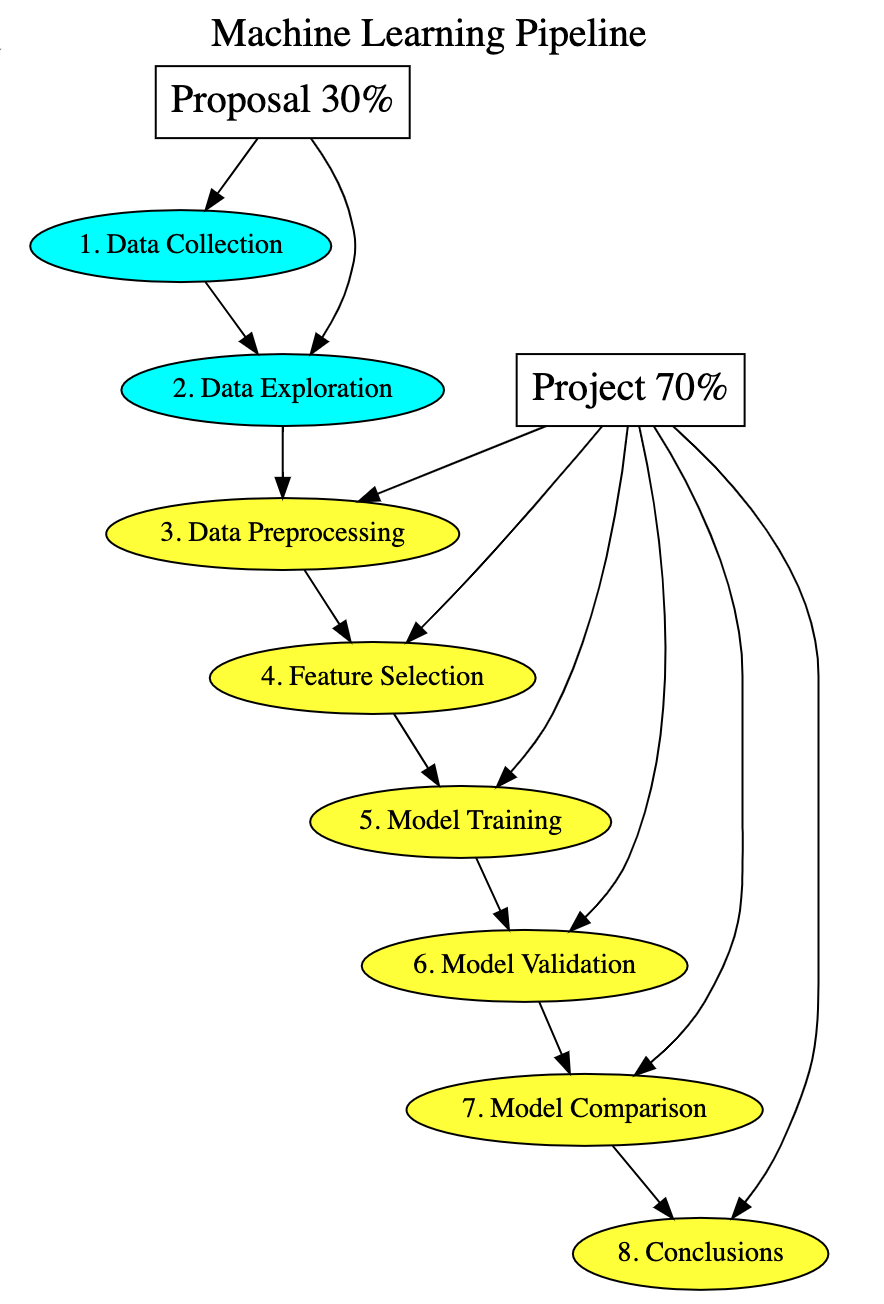 Machine Learning Pipeline
Proposal 30%
1. Data Collection
2. Data Exploration
Project 70%
3. Data Preprocessing
4. Feature Selection
5. Model Training
6. Model Validation
7. Model Comparison
8. Conclusions